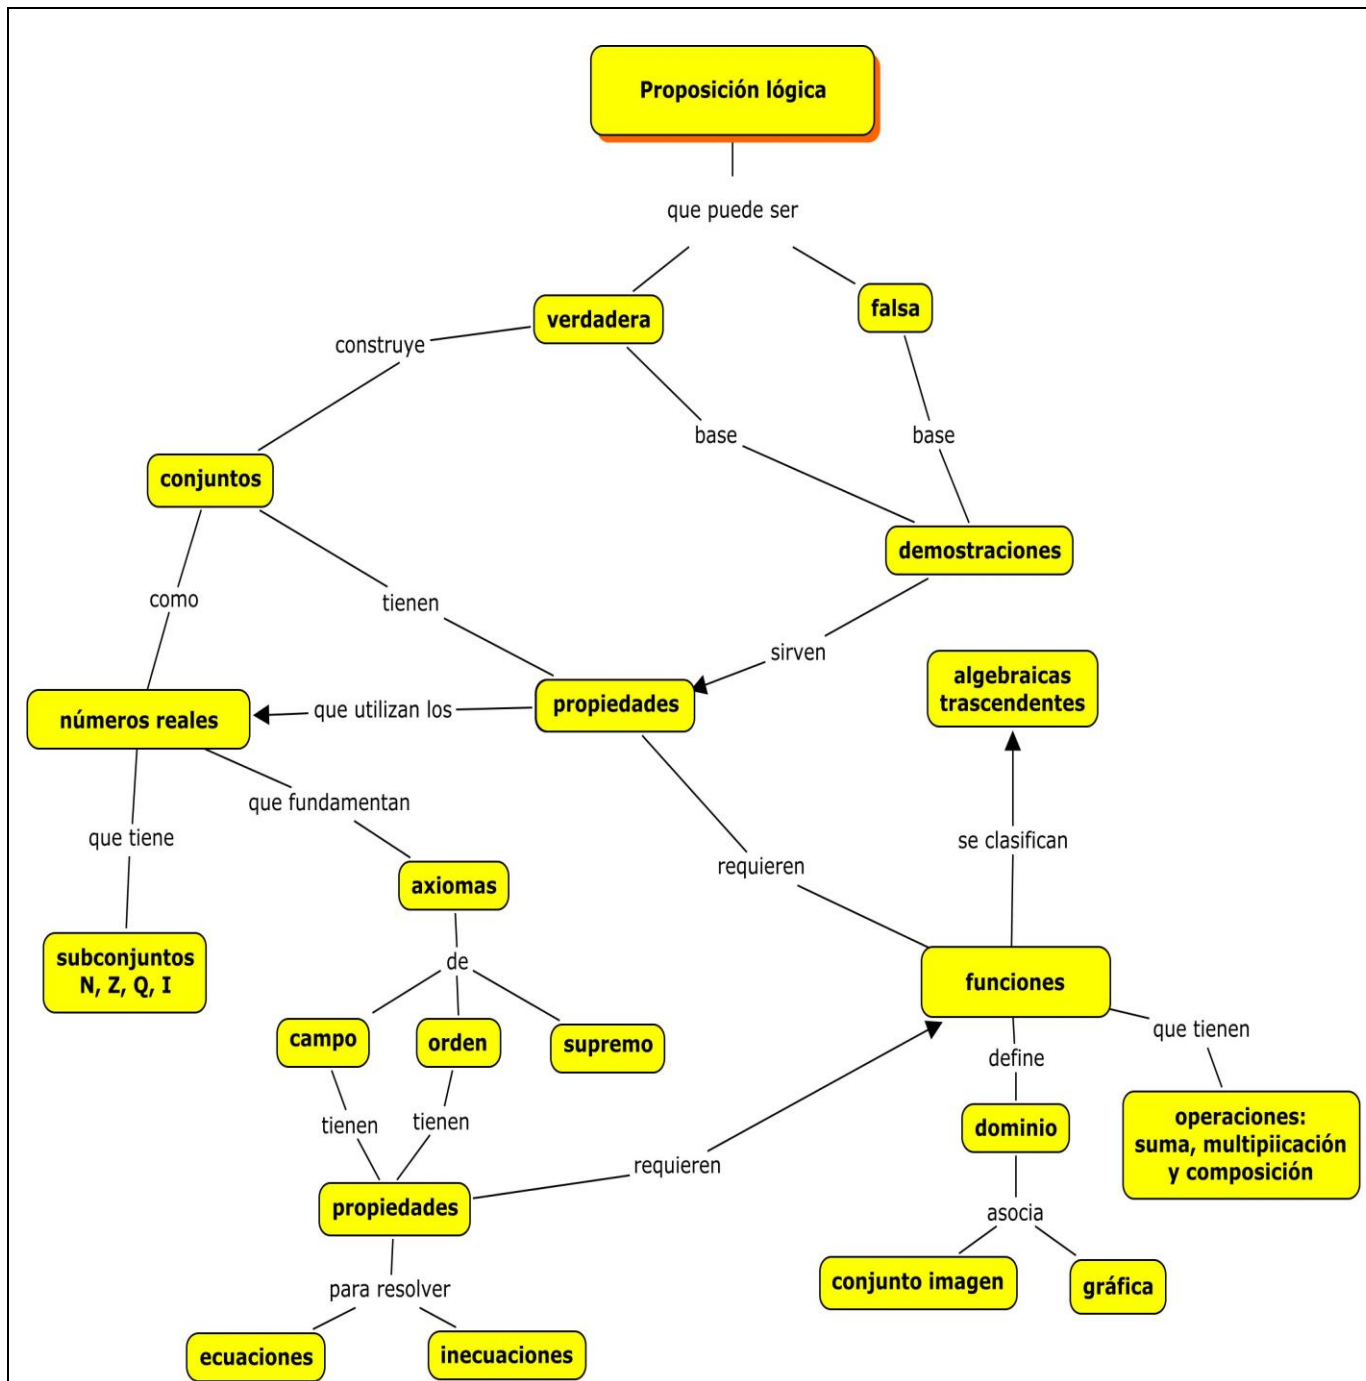 Proposición lógica
que puede ser
verdadera
falsa
construye
base
base
conjuntos
demostraciones
como
tienen
sirven
números reales
que utilizan los
propiedades
algebraicas
trascendentes
que tiene
que fundamentan
requieren
se clasifican
axiomas
subconjuntos
N, Z, Q, I
de
funciones
campo
orden
supremo
define
que tienen
tienen
tienen
dominio
operaciones:
suma, multipiicación
y composición
requieren
propiedades
asocia
para resolver
conjunto imagen
gráfica
ecuaciones
inecuaciones